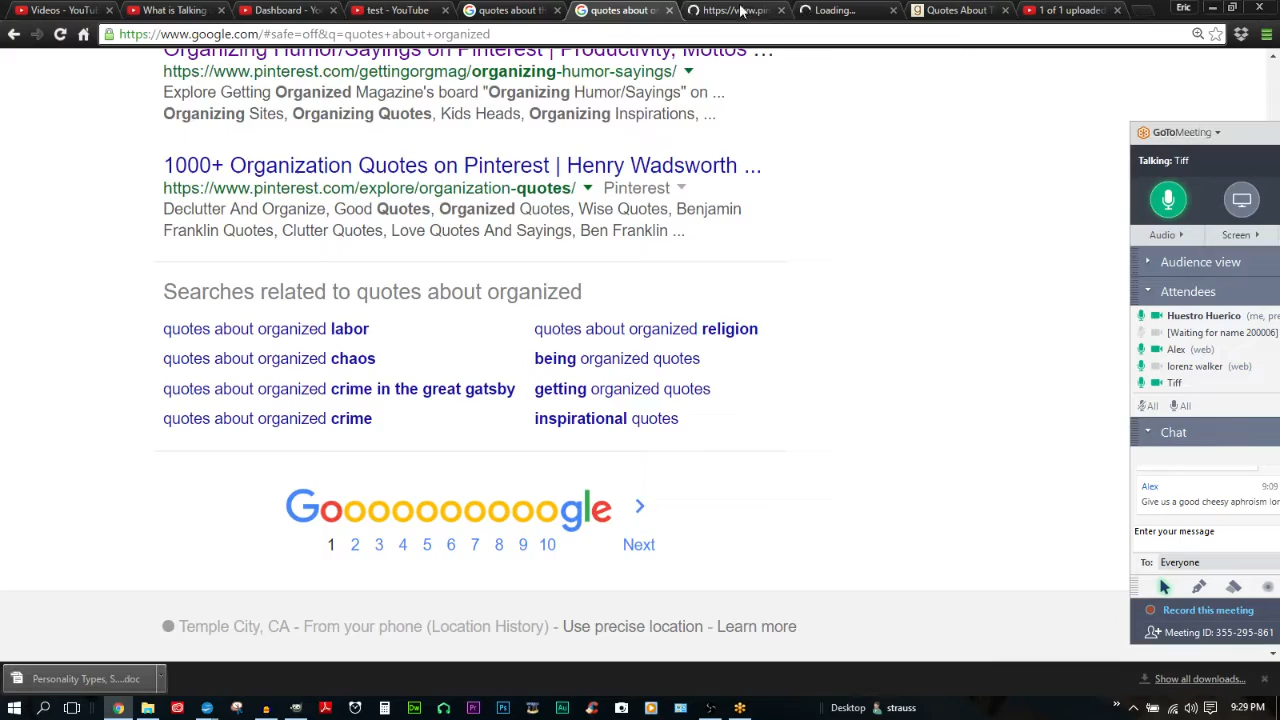 Videos - YouTu
What is Talking
Dashboard - Yo
test - YouTube
quotes about th
quotes about or
https://www.pin
Loading...
Quotes About T
1 of 1 uploaded
Eric
https://www.google.com/#safe=off&q=quotes+about+organized
Organizing Humor/Sayings on Pinterest | Productivity, Mottos ...
https://www.pinterest.com/gettingorgmag/organizing-humor-sayings/
Explore Getting Organized Magazine's board "Organizing Humor/Sayings" on ...
Organizing Sites, Organizing Quotes, Kids Heads, Organizing Inspirations, ...
1000+ Organization Quotes on Pinterest | Henry Wadsworth ...
https://www.pinterest.com/explore/organization-quotes/ Pinterest
Declutter And Organize, Good Quotes, Organized Quotes, Wise Quotes, Benjamin
Franklin Quotes, Clutter Quotes, Love Quotes And Sayings, Ben Franklin ...
Searches related to quotes about organized
quotes about organized labor
quotes about organized religion
quotes about organized chaos
being organized quotes
quotes about organized crime in the great gatsby
getting organized quotes
quotes about organized crime
inspirational quotes
Goooooooooogle
1 2 3 4 5 6 7 8 9 10 Next
Temple City, CA - From your phone (Location History) - Use precise location - Learn more
GoToMeeting
Talking: Tiff
Audio
Screen
Audience view
Attendees
Huestro Huerico (me, pre
[Waiting for name 200006]
Alex (web)
lorenz walker (web)
Tiff
All All
Chat
Alex 9:09
Give us a good cheesy aphroism lor
Enter your message
To: Everyone
Record this meeting
Meeting ID: 355-295-861
Personality Types, S....doc
Show all downloads...
Desktop
strauss
9:29 PM